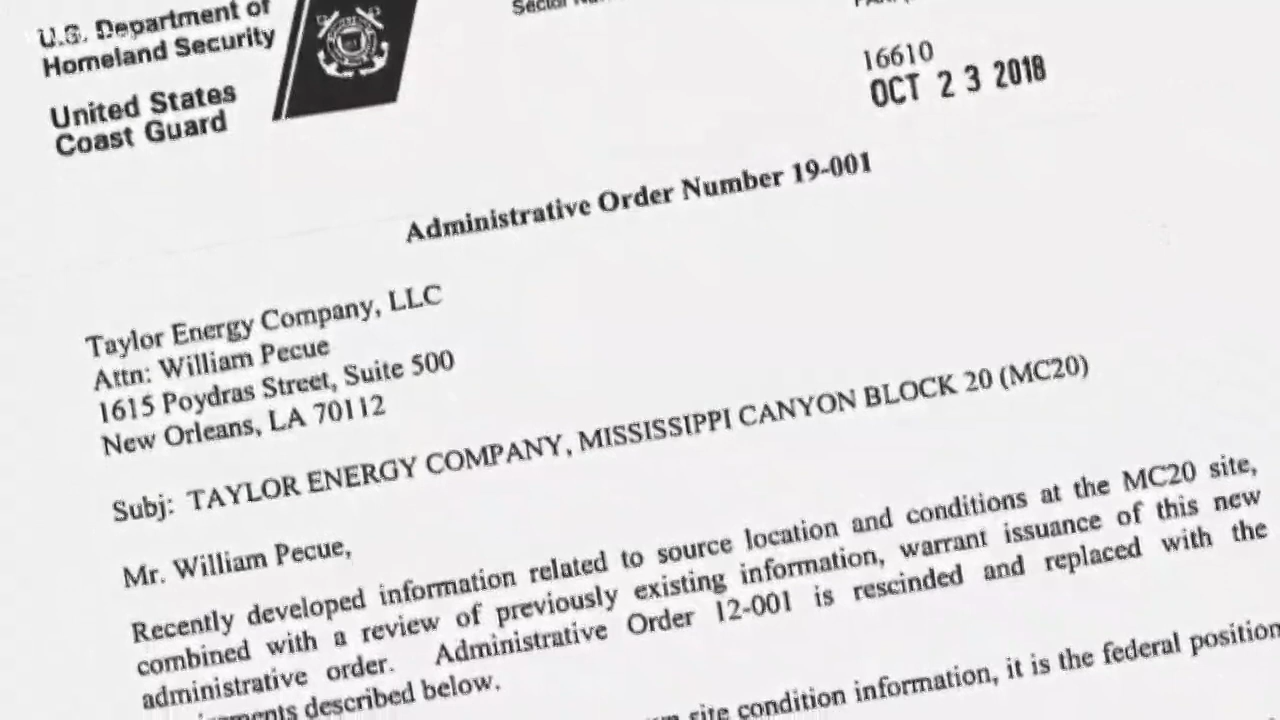 U.S. Department of
Homeland Security
United States
Coast Guard
16610
OCT 23 2018
Administrative Order Number 19-001
Taylor Energy Company, LLC
Attn: William Pecue
1615 Poydras Street, Suite 500
New Orleans, LA 70112
Subj: TAYLOR ENERGY COMPANY, MISSISSIPPI CANYON BLOCK 20 (MC20)
Mr. William Pecue,
Recently developed information related to source location and conditions at the MC20 site,
combined with a review of previously existing information, warrant issuance of this new
administrative order. Administrative Order 12-001 is rescinded and replaced with the
described below.
site condition information, it is the federal position